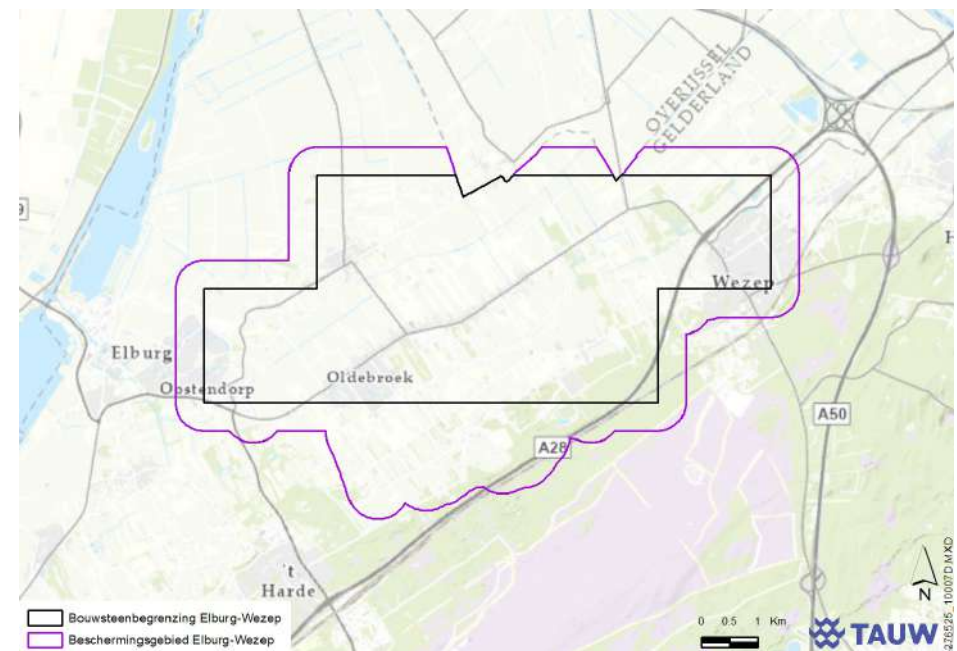 OVERIJSSEL
GELDERLAND
9
H
Wezep
Elburg
Oostendorp
Oldebroek
A50
A28
't
Harde
N
Bouwsteenbegrenzing Elburg-Wezep
Beschermingsgebied Elburg-Wezep
0 0.5 1 Km
TAUW
276525_10007D.MXD